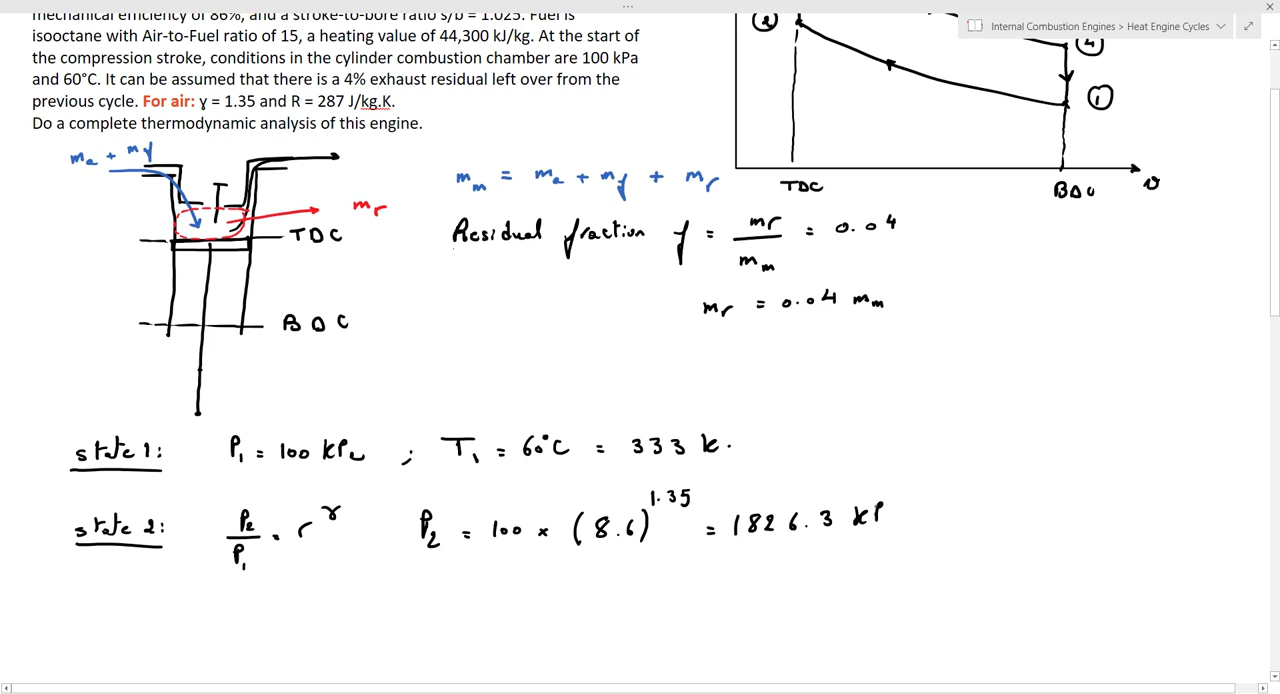 mechanical efficiency of 86%, and a stroke-to-bore ratio s/b = 1.025. Fuel is
isooctane with Air-to-Fuel ratio of 15, a heating value of 44,300 kJ/kg. At the start of
the compression stroke, conditions in the cylinder combustion chamber are 100 kPa
and 60°C. It can be assumed that there is a 4% exhaust residual left over from the
previous cycle. For air: γ = 1.35 and R = 287 J/kg.K.
Do a complete thermodynamic analysis of this engine.
Internal Combustion Engines > Heat Engine Cycles
2
4
1
TDC
BDC
v
ma + mf
mr
TDC
BDC
mm = ma + mf + mr
Residual fraction f = mr/mm = 0.04
mr = 0.04 mm
state 1: P1 = 100 kPa ; T1 = 60°C = 333 k.
state 2: P2/P1 = r^γ P2 = 100 × (8.6)^1.35 = 1826.3 kP